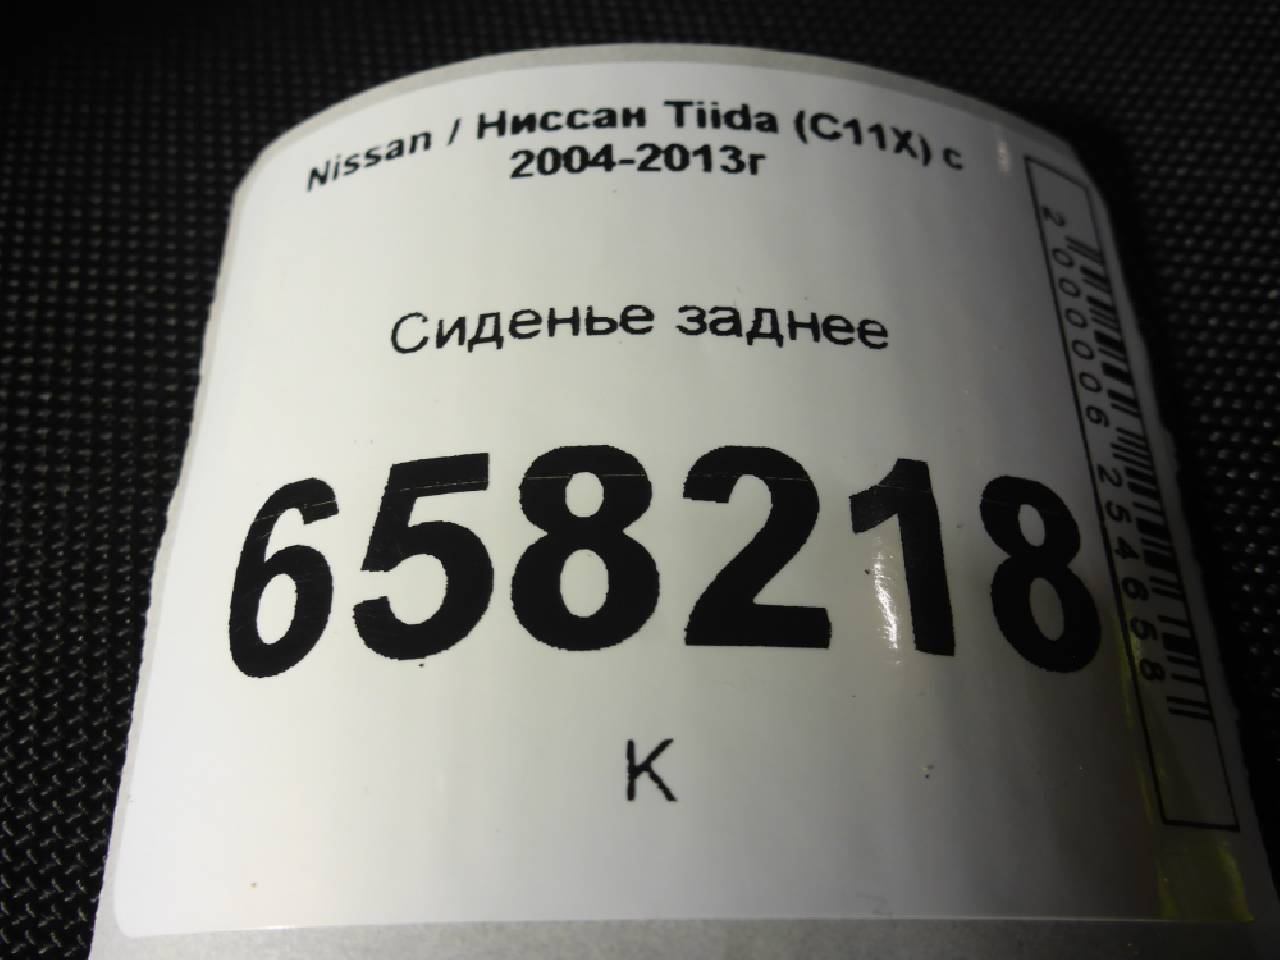 Nissan / Ниссан Tiida (C11X) с
2004-2013г
Сиденье заднее
658218
К
2000006254658